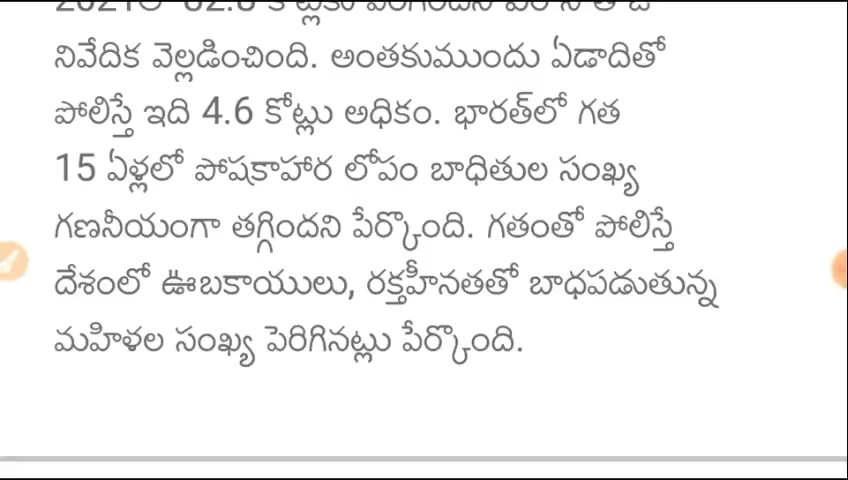 నివేదిక వెల్లడించింది. అంతకుముందు ఏడాదితో
పోలిస్తే ఇది 4.6 కోట్లు అధికం. భారత్‌లో గత
15 ఏళ్లలో పోషకాహార లోపం బాధితుల సంఖ్య
గణనీయంగా తగ్గిందని పేర్కొంది. గతంతో పోలిస్తే
దేశంలో ఊబకాయులు, రక్తహీనతతో బాధపడుతున్న
మహిళల సంఖ్య పెరిగినట్లు పేర్కొంది.